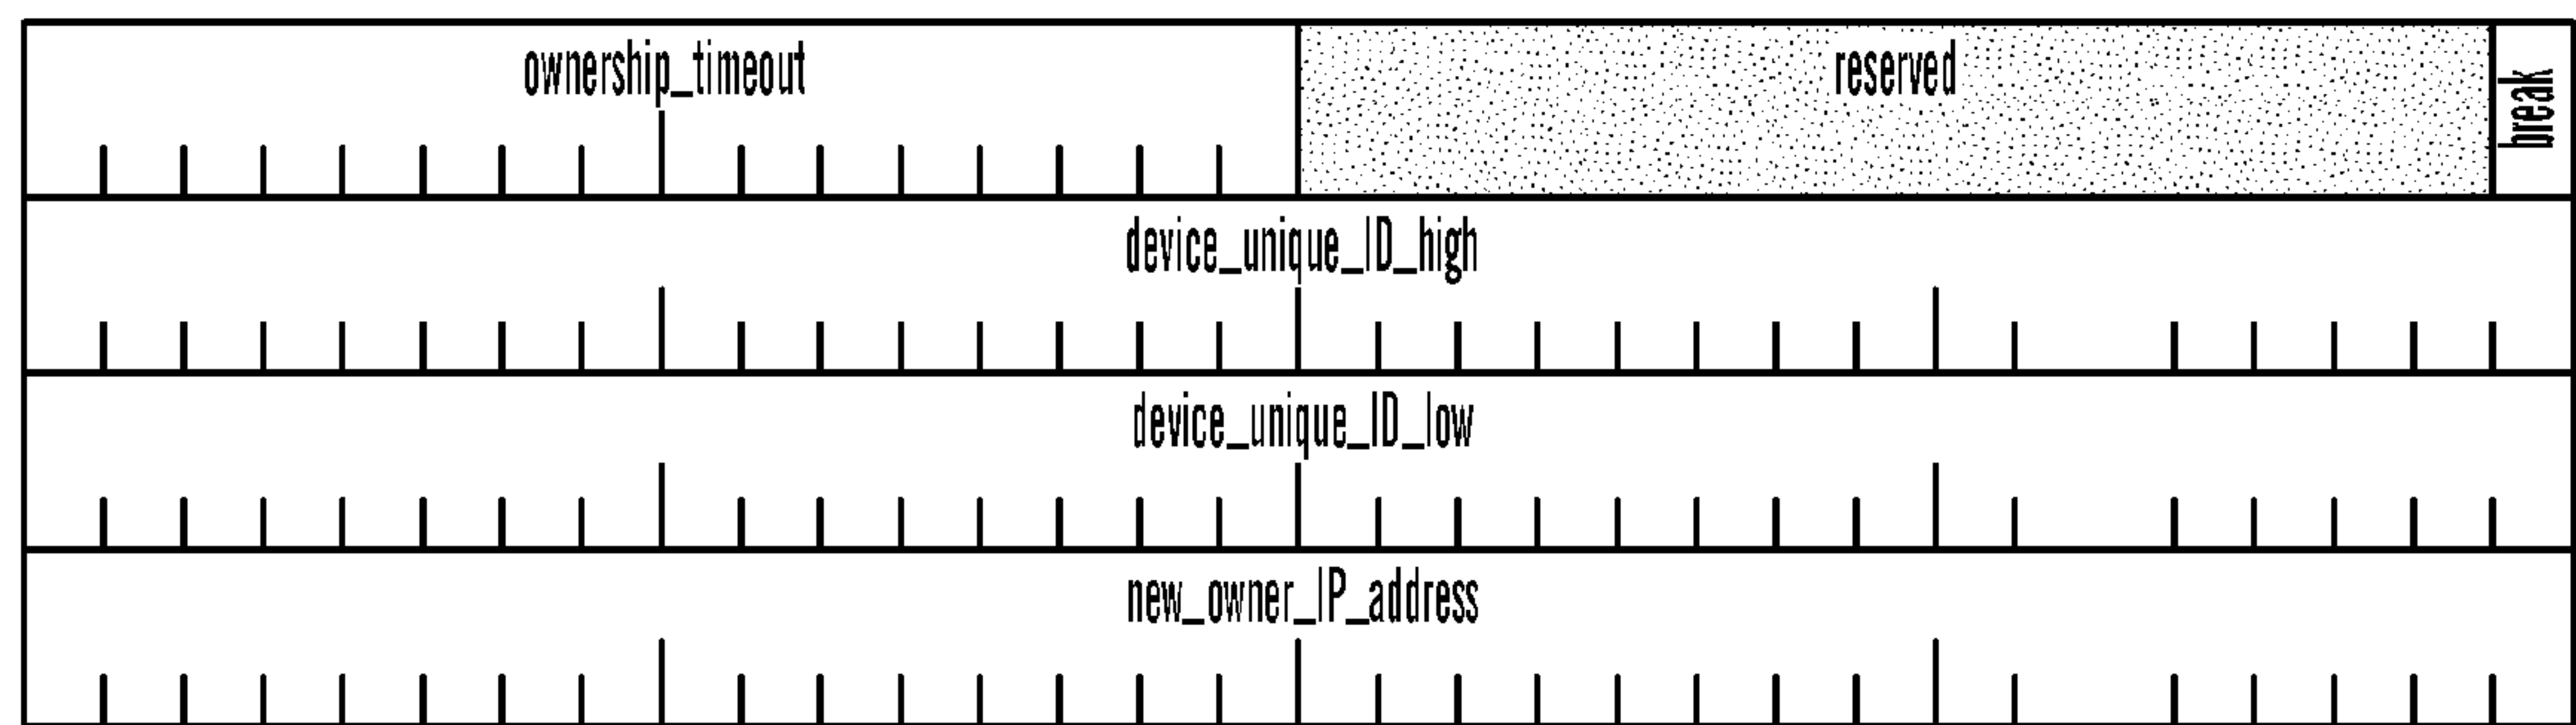 ownership_timeout
reserved
break
device_unique_ID_high
device_unique_ID_low
new_owner_IP_address